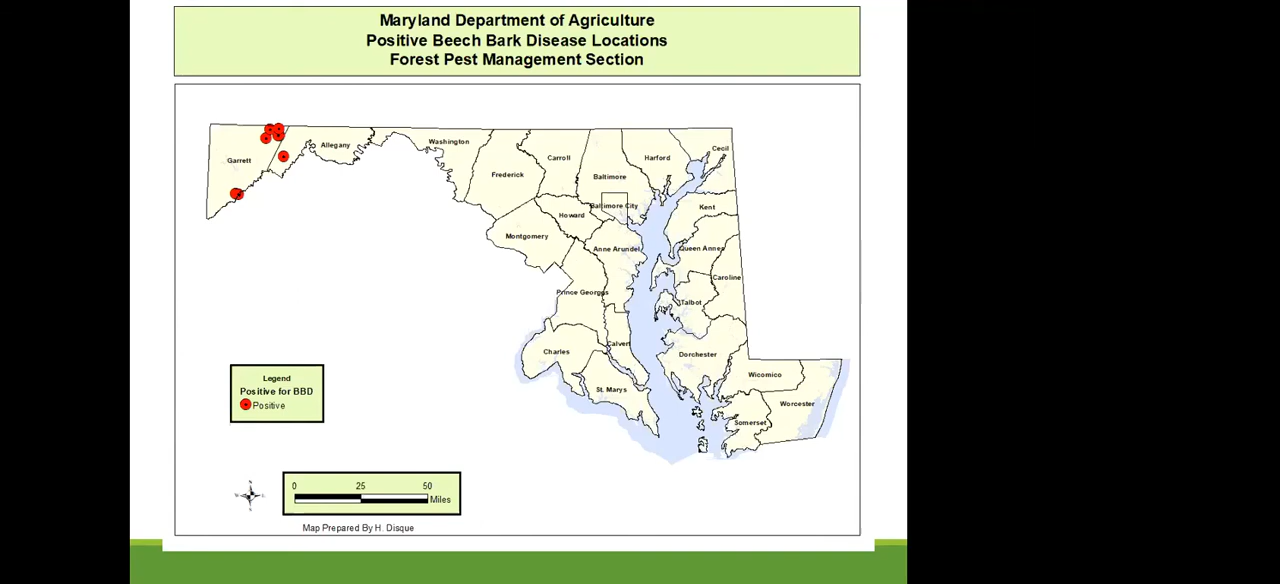 Maryland Department of Agriculture
Positive Beech Bark Disease Locations
Forest Pest Management Section
Garrett
Allegany
Washington
Frederick
Carroll
Baltimore
Harford
Cecil
Baltimore City
Howard
Kent
Montgomery
Anne Arundel
Queen Annes
Caroline
Prince Georges
Talbot
Calvert
Charles
Dorchester
St. Marys
Wicomico
Worcester
Somerset
Legend
Positive for BBD
Positive
0 25 50
Miles
Map Prepared By H. Disque